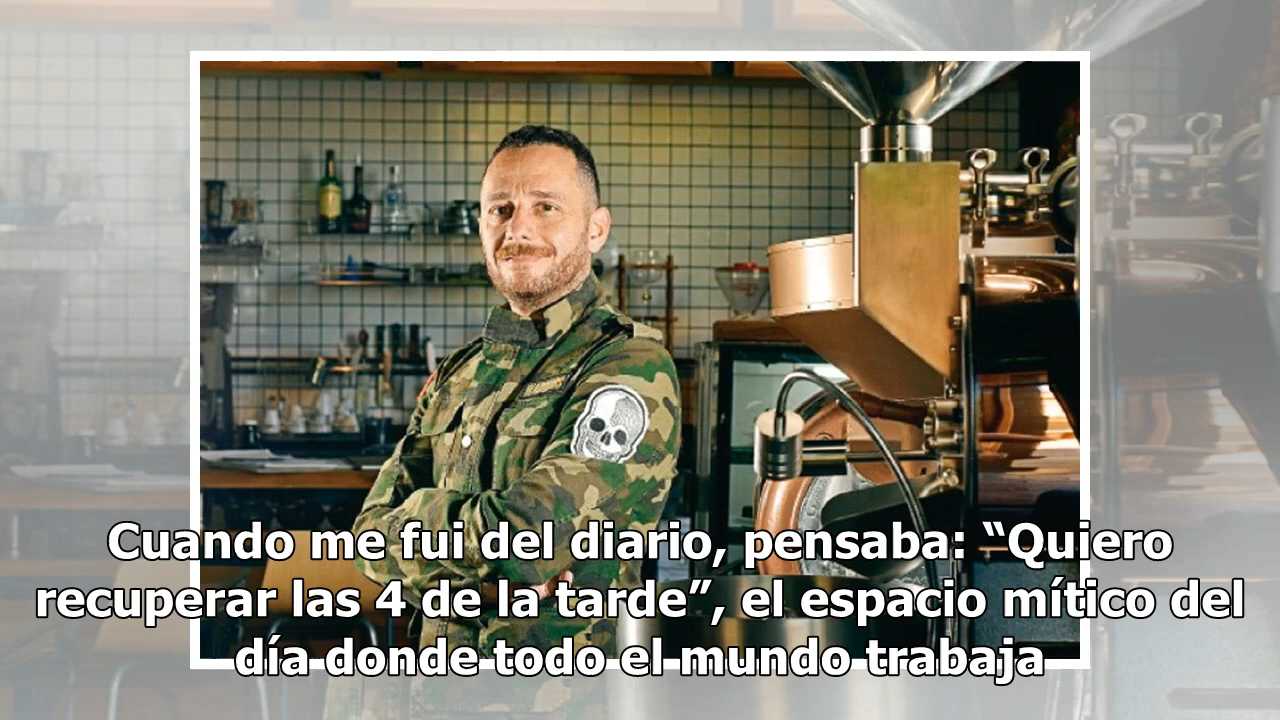 Cuando me fui del diario, pensaba: “Quiero
recuperar las 4 de la tarde”, el espacio mítico del
día donde todo el mundo trabaja